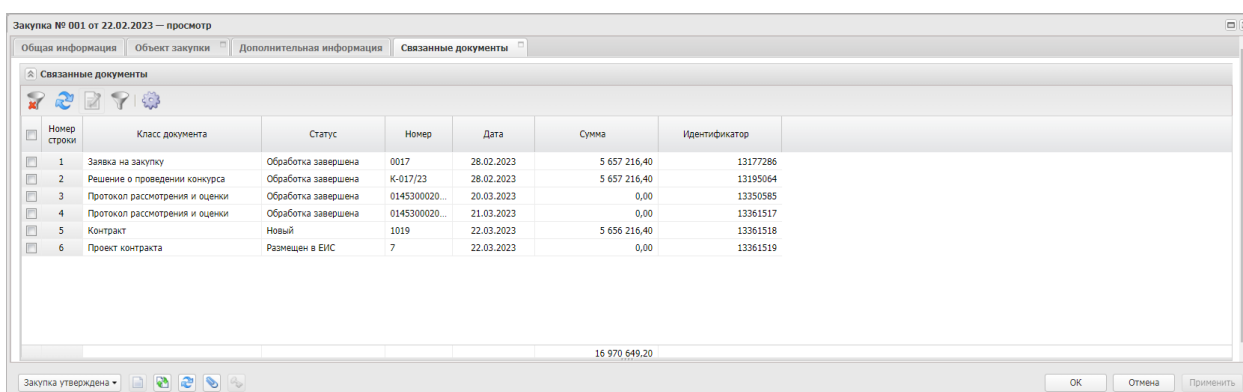 Закупка № 001 от 22.02.2023 — просмотр
Общая информация Объект закупки Дополнительная информация Связанные документы
Связанные документы
Номер строки Класс документа Статус Номер Дата Сумма Идентификатор
1 Заявка на закупку Обработка завершена 0017 28.02.2023 5 657 216,40 13177286
2 Решение о проведении конкурса Обработка завершена К-017/23 28.02.2023 5 657 216,40 13195064
3 Протокол рассмотрения и оценки Обработка завершена 0145300020... 20.03.2023 0,00 13350585
4 Протокол рассмотрения и оценки Обработка завершена 0145300020... 21.03.2023 0,00 13361517
5 Контракт Новый 1019 22.03.2023 5 656 216,40 13361518
6 Проект контракта Размещен в ЕИС 7 22.03.2023 0,00 13361519
16 970 649,20
Закупка утверждена OK Отмена Применить